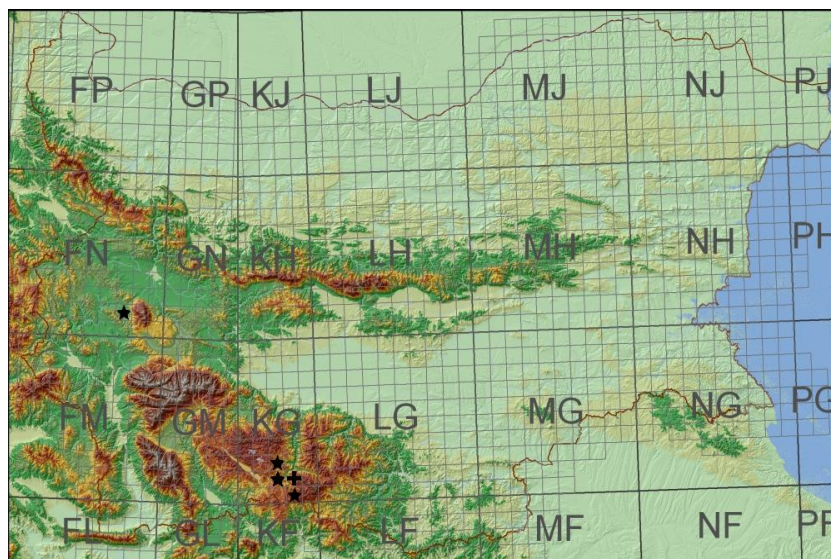 FP GP KJ LJ MJ NJ PJ
FN GN KH LH MH NH PH
FM GM KG LG MG NG PG
FL GL KF LF MF NF PF